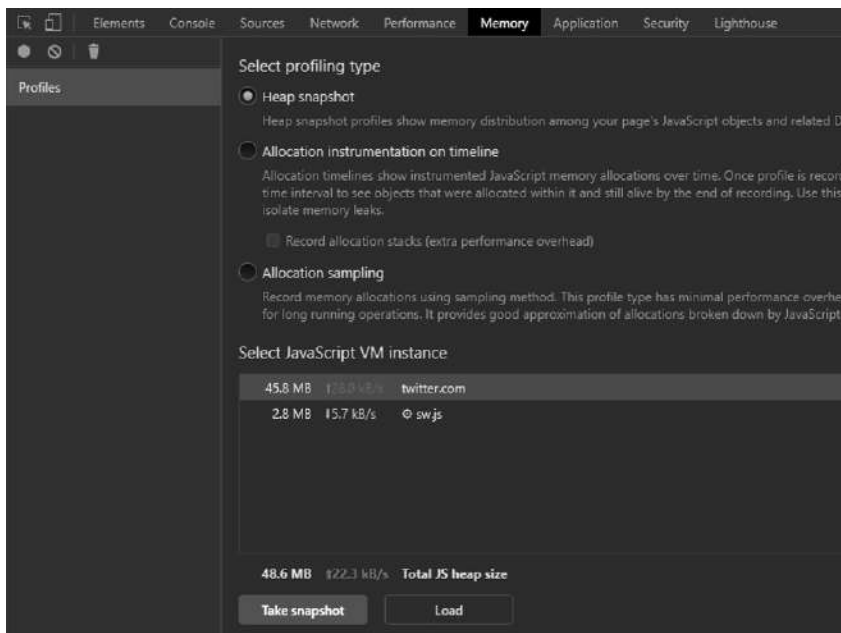 Elements Console Sources Network Performance Memory Application Security Lighthouse
Profiles
Select profiling type
Heap snapshot
Heap snapshot profiles show memory distribution among your page's JavaScript objects and related D
Allocation instrumentation on timeline
Allocation timelines show instrumented JavaScript memory allocations over time. Once profile is recor
time interval to see objects that were allocated within it and still alive by the end of recording. Use this
isolate memory leaks.
Record allocation stacks (extra performance overhead)
Allocation sampling
Record memory allocations using sampling method. This profile type has minimal performance overhe
for long running operations. It provides good approximation of allocations broken down by JavaScript
Select JavaScript VM instance
45.8 MB twitter.com
2.8 MB 5.7 kB/s sw.js
48.6 MB 22.3 kB/s Total JS heap size
Take snapshot Load